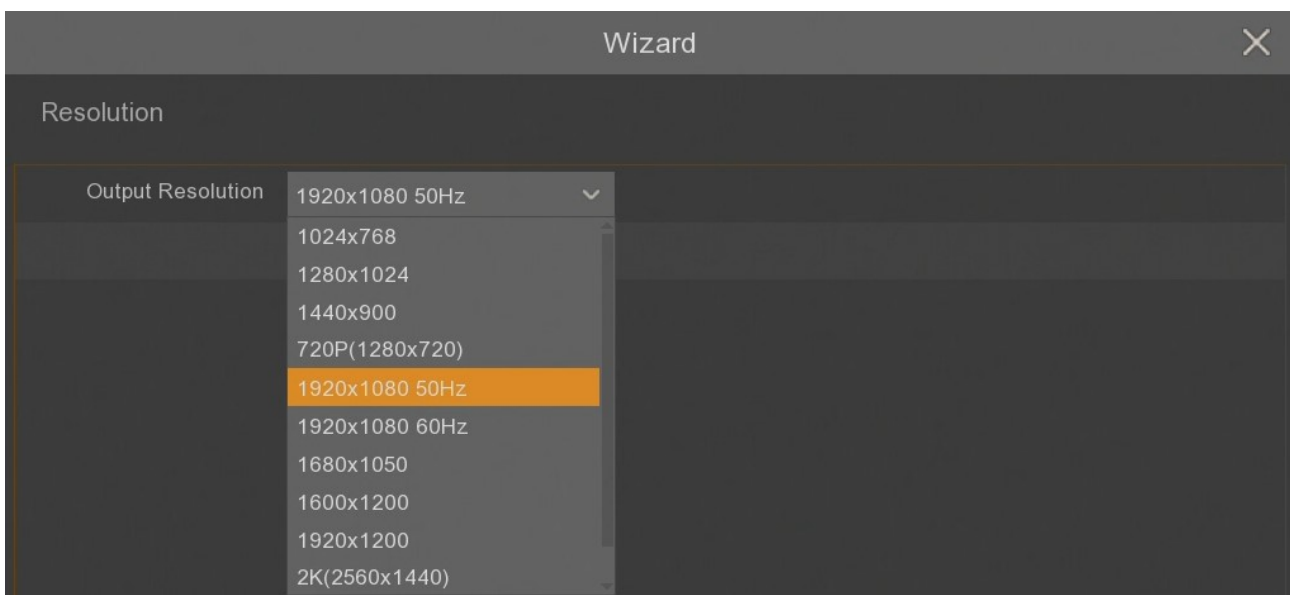 Wizard
Resolution
Output Resolution 1920x1080 50Hz
1024x768
1280x1024
1440x900
720P(1280x720)
1920x1080 50Hz
1920x1080 60Hz
1680x1050
1600x1200
1920x1200
2K(2560x1440)